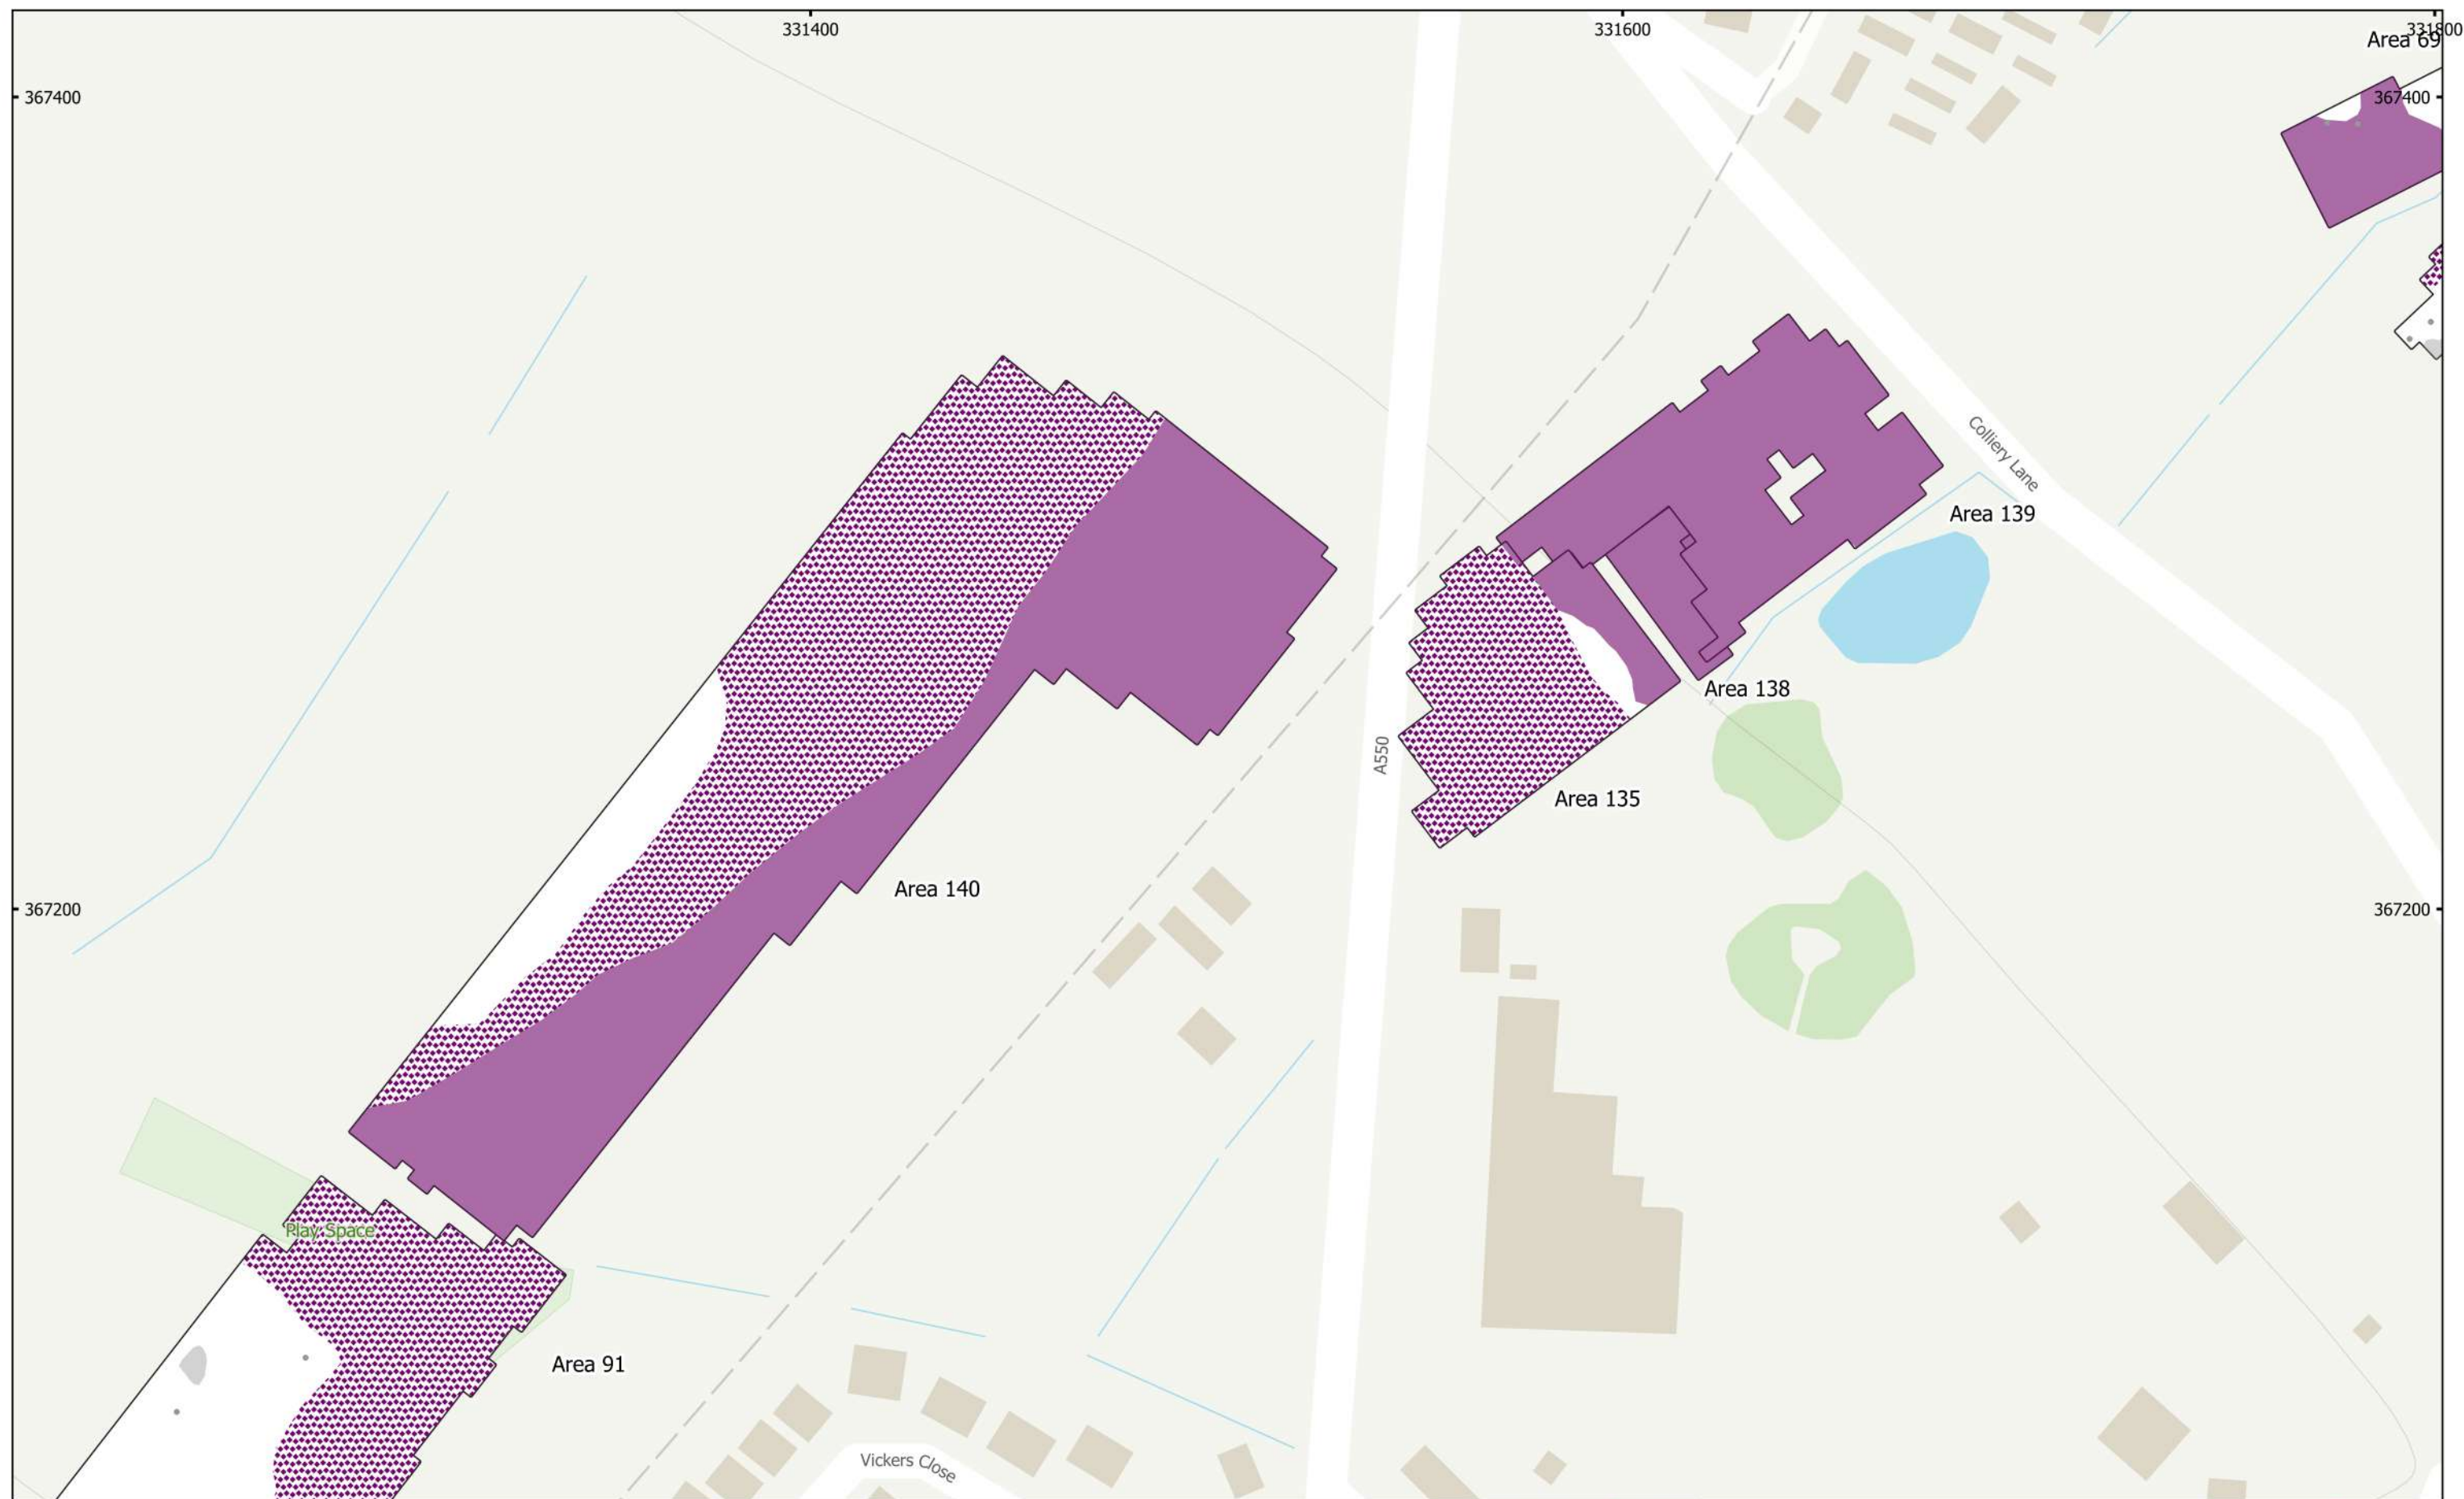 331400
331600
331800
Area 69
367400
367400
Colliery Lane
Area 139
Area 138
A550
Area 135
Area 140
367200
367200
Play Space
Area 91
Vickers Close